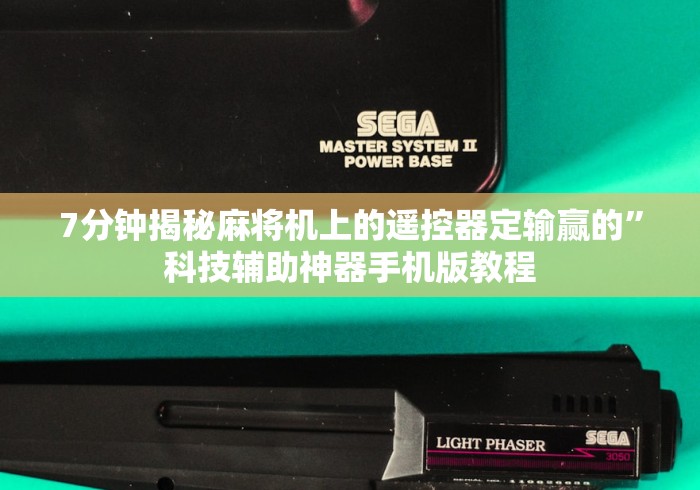 SEGA
MASTER SYSTEM II
POWER BASE
7分钟揭秘麻将机上的遥控器定输赢的”
科技辅助神器手机版教程
LIGHT PHASER
SEGA
3050